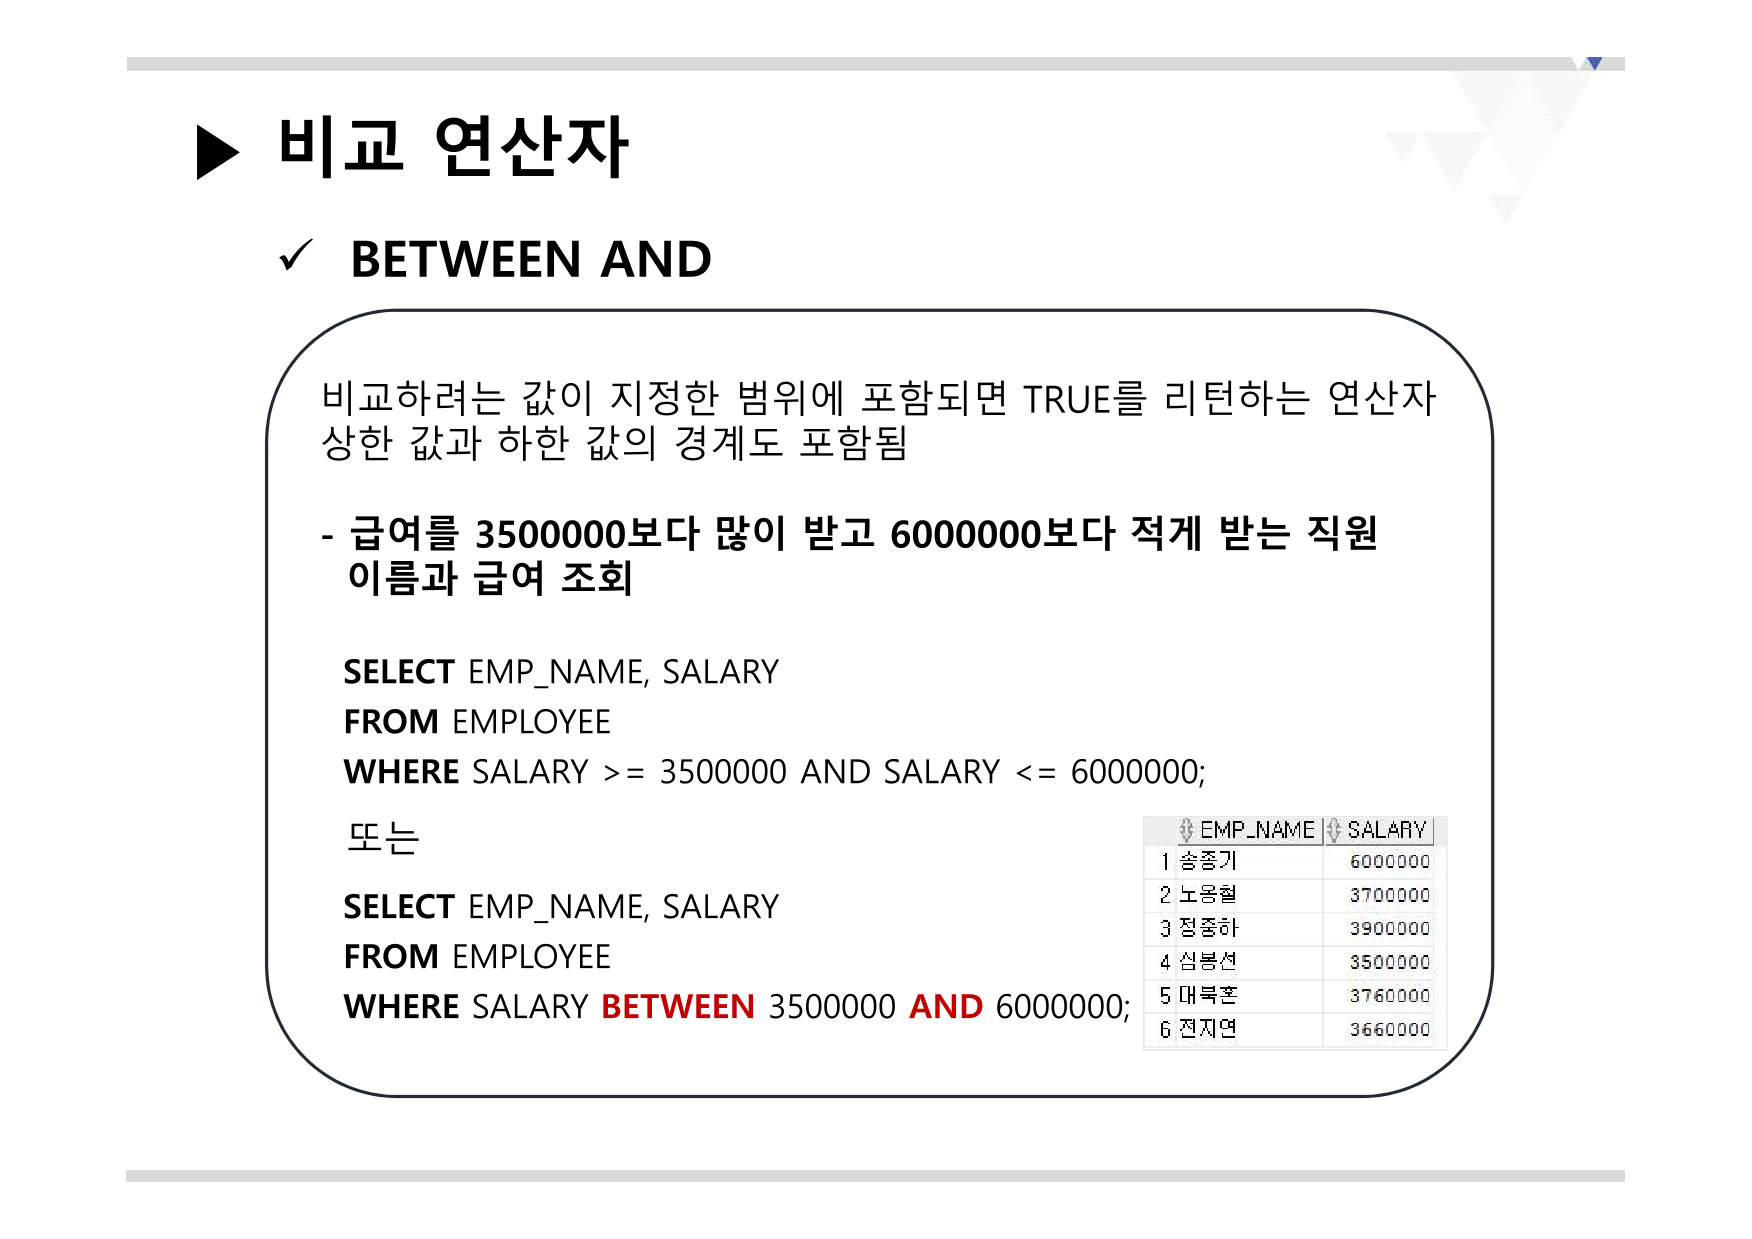 ▶ 비교 연산자
✓ BETWEEN AND
비교하려는 값이 지정한 범위에 포함되면 TRUE를 리턴하는 연산자
상한 값과 하한 값의 경계도 포함됨
- 급여를 3500000보다 많이 받고 6000000보다 적게 받는 직원
이름과 급여 조회
SELECT EMP_NAME, SALARY
FROM EMPLOYEE
WHERE SALARY >= 3500000 AND SALARY <= 6000000;
또는
SELECT EMP_NAME, SALARY
FROM EMPLOYEE
WHERE SALARY BETWEEN 3500000 AND 6000000;
EMP_NAME SALARY
1 송종기 6000000
2 노옹철 3700000
3 정중하 3900000
4 심봉선 3500000
5 대북혼 3760000
6 전지연 3660000